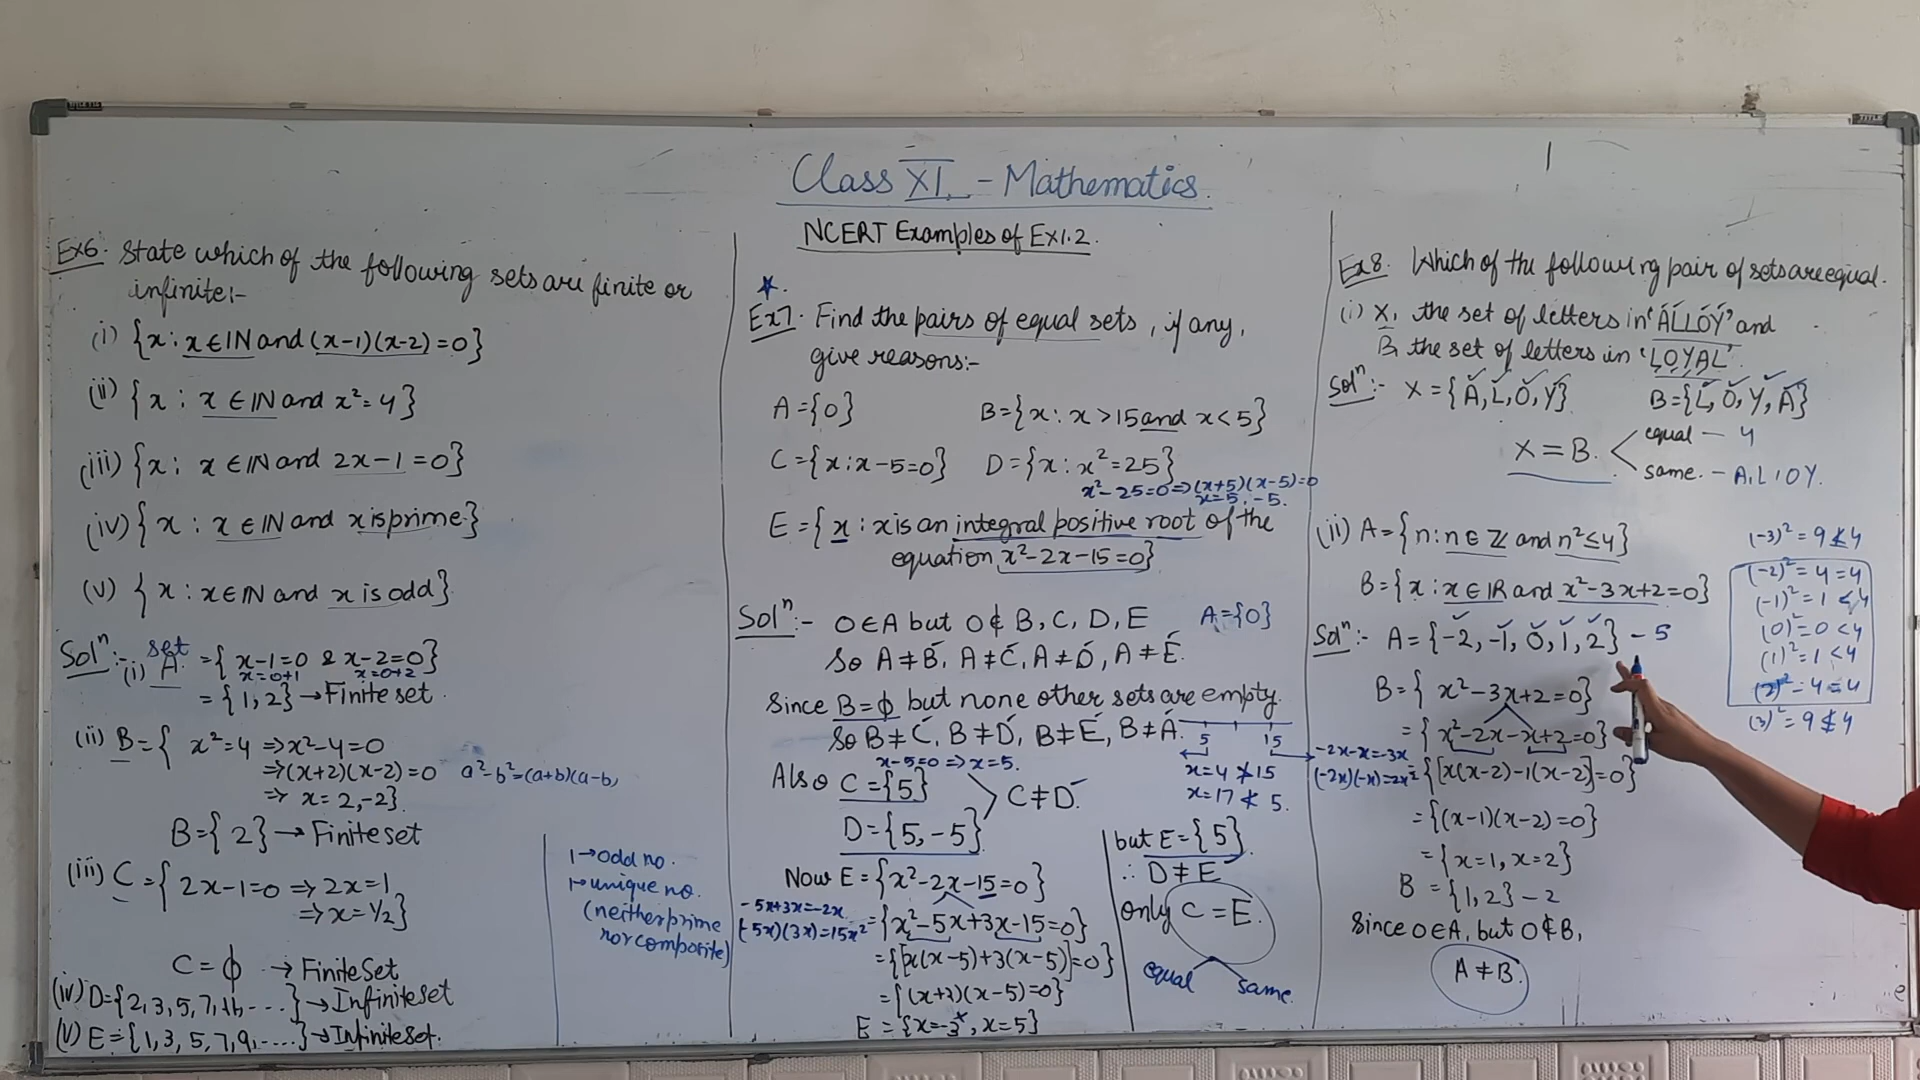 Class XI - Mathematics
NCERT Examples of Ex1.2.
Ex6. State which of the following sets are finite or
infinite:-
(i) {x : x∈IN and (x-1)(x-2)=0}
(ii) {x : x∈IN and x²=4}
(iii) {x : x∈IN and 2x-1=0}
(iv) {x : x∈IN and x is prime}
(v) {x : x∈IN and x is odd}
Solⁿ:- (i) set A = {x-1=0 & x-2=0}
x=0+1 x=0+2
= {1,2} → Finite set.
(ii) B = { x²=4 ⇒ x²-4=0
⇒ (x+2)(x-2)=0 a²-b²=(a+b)(a-b)
⇒ x=2,-2}
B={2} → Finite set
(iii) C = { 2x-1=0 ⇒ 2x=1
⇒ x=1/2}
C = ϕ → Finite Set
(iv) D={2,3,5,7,11,....} → Infinite set
(v) E={1,3,5,7,9,.....} → Infinite set.
1→odd no.
1→unique no.
(neither prime
nor composite)
Ex7. Find the pairs of equal sets, if any,
give reasons:-
A={0} B={x : x>15 and x<5}
C={x : x-5=0} D={x : x²=25}
x²-25=0 ⇒ (x+5)(x-5)=0
x=5,-5.
E={x : x is an integral positive root of the
equation x²-2x-15=0}
Solⁿ:- 0∈A but 0∉B, C, D, E A={0}
So A≠B, A≠C, A≠D, A≠E.
Since B=ϕ but none other sets are empty.
So B≠C, B≠D, B≠E, B≠A.
5 15
x=4 ≯ 15
x=17 ≮ 5.
x-5=0 ⇒ x=5.
Also C={5}
D={5,-5}
C≠D
Now E={x²-2x-15=0}
-5x+3x=-2x
(-5x)(3x)=15x²
={x²-5x+3x-15=0}
={[x(x-5)+3(x-5)]=0}
={(x+3)(x-5)=0}
E={x=-3, x=5}
but E={5}
∴ D≠E
Only C=E.
equal same.
Ex8. Which of the following pair of sets are equal.
(i) X, the set of letters in 'ALLOY' and
B, the set of letters in 'LOYAL'.
Solⁿ:- X={A,L,O,Y} B={L,O,Y,A}
X=B.
equal - 4
same. - A,L,O,Y.
(ii) A={n : n∈Z and n²≤4}
B={x : x∈IR and x²-3x+2=0}
Solⁿ:- A={-2,-1,0,1,2} - 5
B={ x²-3x+2=0}
={x²-2x-x+2=0}
-2x-x=-3x
(-2x)(-x)=2x²
={[x(x-2)-1(x-2)]=0}
={(x-1)(x-2)=0}
={x=1, x=2}
B={1,2} - 2
Since 0∈A, but 0∉B,
A≠B.
(-3)²=9≰4
(-2)²=4=4
(-1)²=1<4
(0)²=0<4
(1)²=1<4
(2)²=4=4
(3)²=9≰4